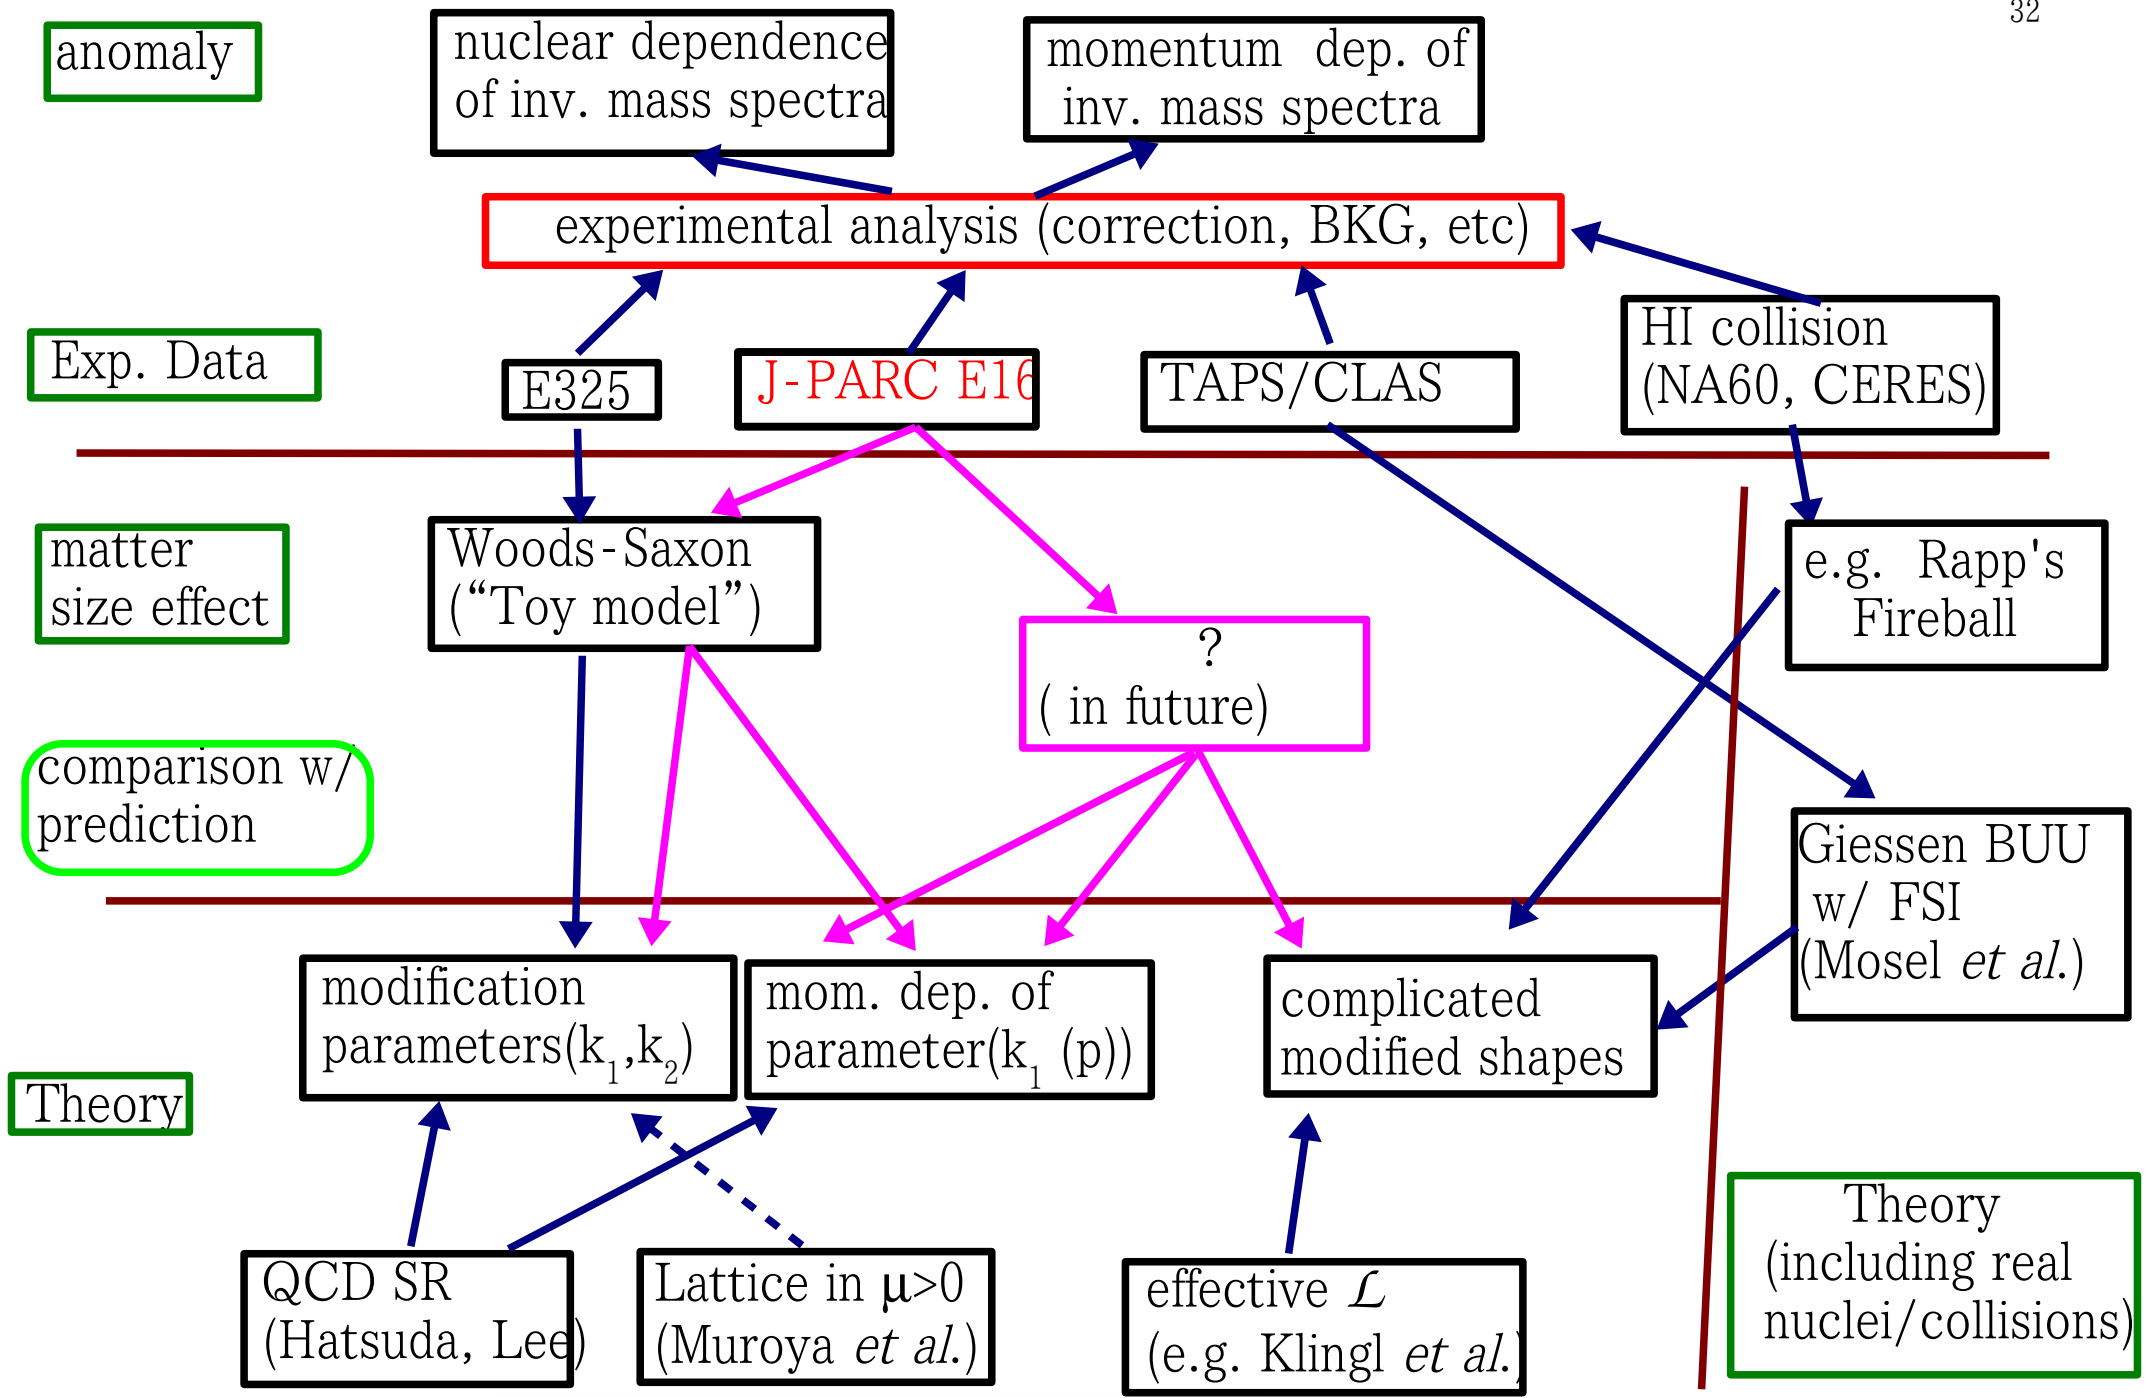 32
anomaly
nuclear dependence
of inv. mass spectra
momentum dep. of
inv. mass spectra
experimental analysis (correction, BKG, etc)
Exp. Data
E325
J-PARC E16
TAPS/CLAS
HI collision
(NA60, CERES)
matter
size effect
Woods-Saxon
(“Toy model”)
?
( in future)
e.g. Rapp's
Fireball
comparison w/
prediction
Giessen BUU
w/ FSI
(Mosel et al.)
modification
parameters(k₁,k₂)
mom. dep. of
parameter(k₁ (p))
complicated
modified shapes
Theory
QCD SR
(Hatsuda, Lee)
Lattice in μ>0
(Muroya et al.)
effective ℒ
(e.g. Klingl et al.)
Theory
(including real
nuclei/collisions)